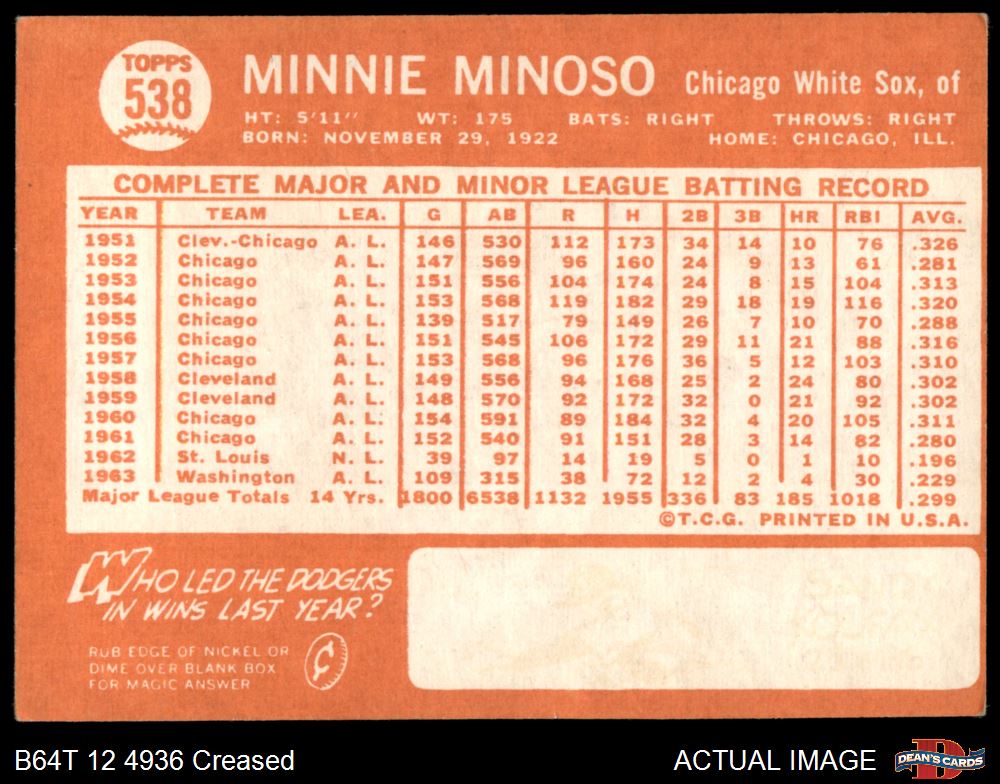 TOPPS
538
MINNIE MINOSO Chicago White Sox, of
HT: 5'11" WT: 175 BATS: RIGHT THROWS: RIGHT
BORN: NOVEMBER 29, 1922 HOME: CHICAGO, ILL.
COMPLETE MAJOR AND MINOR LEAGUE BATTING RECORD
YEAR TEAM LEA. G AB R H 2B 3B HR RBI AVG.
1951 Clev.-Chicago A. L. 146 530 112 173 34 14 10 76 .326
1952 Chicago A. L. 147 569 96 160 24 9 13 61 .281
1953 Chicago A. L. 151 556 104 174 24 8 15 104 .313
1954 Chicago A. L. 153 568 119 182 29 18 19 116 .320
1955 Chicago A. L. 139 517 79 149 26 7 10 70 .288
1956 Chicago A. L. 151 545 106 172 29 11 21 88 .316
1957 Chicago A. L. 153 568 96 176 36 5 12 103 .310
1958 Cleveland A. L. 149 556 94 168 25 2 24 80 .302
1959 Cleveland A. L. 148 570 92 172 32 0 21 92 .302
1960 Chicago A. L. 154 591 89 184 32 4 20 105 .311
1961 Chicago A. L. 152 540 91 151 28 3 14 82 .280
1962 St. Louis N. L. 39 97 14 19 5 0 1 10 .196
1963 Washington A. L. 109 315 38 72 12 2 4 30 .229
Major League Totals 14 Yrs. 1800 6538 1132 1955 336 83 185 1018 .299
©T.C.G. PRINTED IN U.S.A.
WHO LED THE DODGERS
IN WINS LAST YEAR?
RUB EDGE OF NICKEL OR
DIME OVER BLANK BOX
FOR MAGIC ANSWER
¢
B64T 12 4936 Creased ACTUAL IMAGE
DEAN'S CARDS